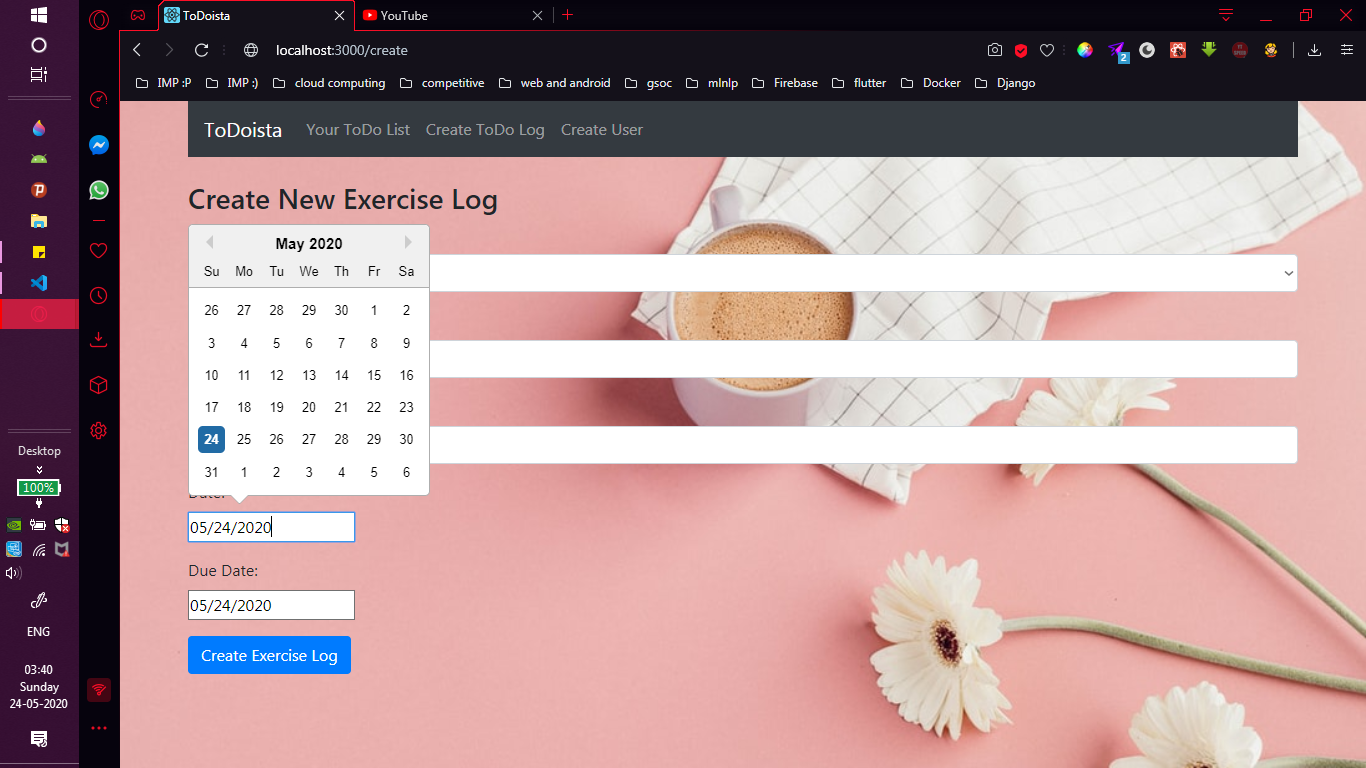 ToDoista
YouTube
localhost:3000/create
2
IMP :P
IMP :)
cloud computing
competitive
web and android
gsoc
mlnlp
Firebase
flutter
Docker
Django
ToDoista
Your ToDo List
Create ToDo Log
Create User
Create New Exercise Log
May 2020
Su Mo Tu We Th Fr Sa
26 27 28 29 30 1 2
3 4 5 6 7 8 9
10 11 12 13 14 15 16
17 18 19 20 21 22 23
24 25 26 27 28 29 30
31 1 2 3 4 5 6
Date:
05/24/2020
Due Date:
05/24/2020
Create Exercise Log
Desktop
100%
ENG
03:40
Sunday
24-05-2020